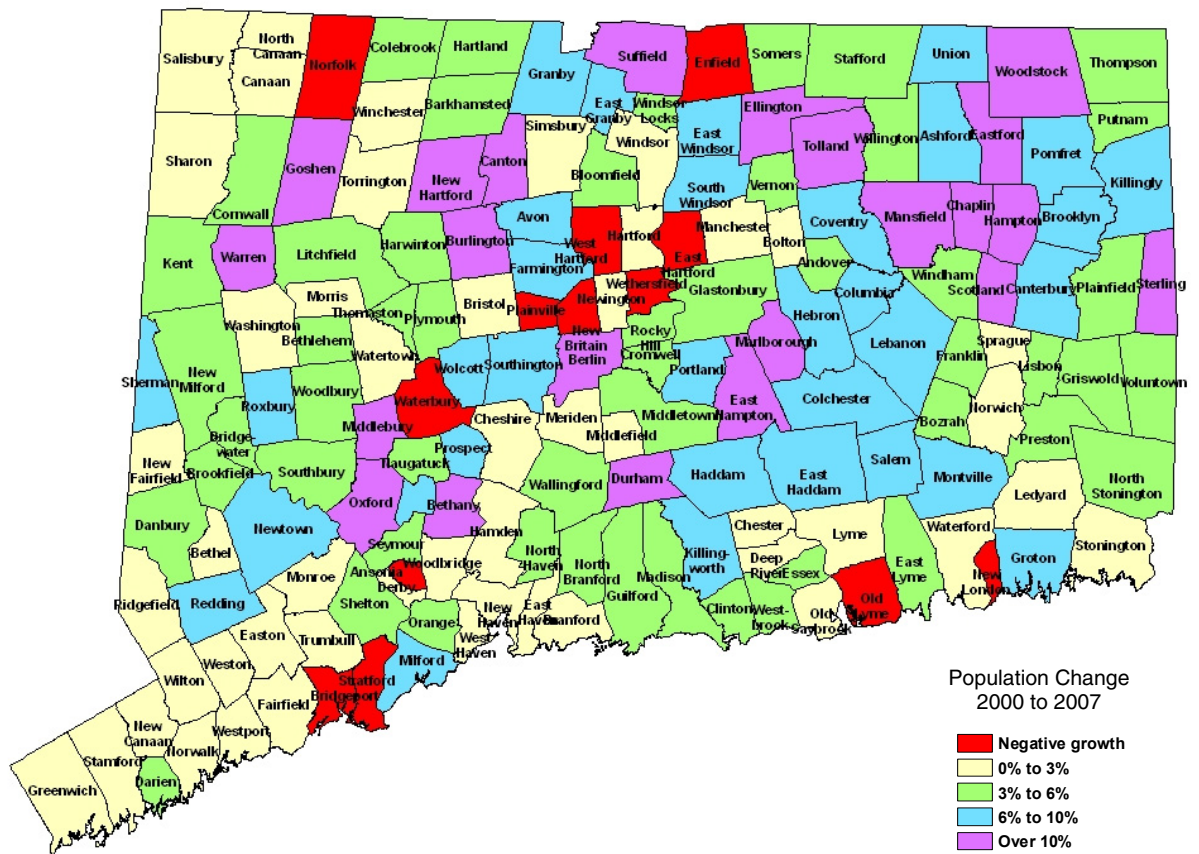 Salisbury
North
Canaan
Canaan
Norfolk
Colebrook
Hartland
Granby
Suffield
Enfield
Somers
Stafford
Union
Woodstock
Thompson
Winchester
Barkhamsted
Simsbury
East
Granby
Windsor
Locks
Windsor
East
Windsor
Ellington
Tolland
Willington
Ashford
Eastford
Pomfret
Putnam
Killingly
Sharon
Cornwall
Goshen
Torrington
New
Hartford
Canton
Bloomfield
South
Windsor
Vernon
Coventry
Mansfield
Chaplin
Hampton
Brooklyn
Kent
Warren
Litchfield
Harwinton
Burlington
Avon
Farmington
West
Hartford
Hartford
East
Hartford
Manchester
Bolton
Andover
Columbia
Windham
Scotland
Canterbury
Plainfield
Sterling
Washington
Morris
Bethlehem
Thomaston
Plymouth
Bristol
Plainville
New
Britain
Newington
Wethersfield
Glastonbury
Rocky
Hill
Cromwell
Berlin
Marlborough
Hebron
Lebanon
Franklin
Sprague
Lisbon
Griswold
Voluntown
Sherman
New
Milford
Roxbury
Woodbury
Watertown
Waterbury
Wolcott
Southington
Middlebury
Bridge-
water
Cheshire
Meriden
Middlefield
Middletown
Portland
East
Hampton
Colchester
Bozrah
Norwich
Preston
New
Fairfield
Brookfield
Southbury
Naugatuck
Prospect
Wallingford
Durham
Haddam
East
Haddam
Salem
Montville
Ledyard
North
Stonington
Danbury
Bethel
Newtown
Oxford
Bethany
Seymour
Hamden
Woodbridge
North
Haven
North
Branford
Guilford
Madison
Killing-
worth
Chester
Deep
River
Essex
Lyme
East
Lyme
Waterford
New
London
Groton
Stonington
Ridgefield
Redding
Monroe
Ansonia
Derby
Shelton
Orange
New
Haven
West
Haven
East
Haven
Branford
Clinton
West-
brook
Old
Saybrook
Old
Lyme
Easton
Trumbull
Weston
Wilton
Milford
Stratford
Bridgeport
Fairfield
Westport
Norwalk
New
Canaan
Stamford
Darien
Greenwich
Population Change
2000 to 2007
Negative growth
0% to 3%
3% to 6%
6% to 10%
Over 10%